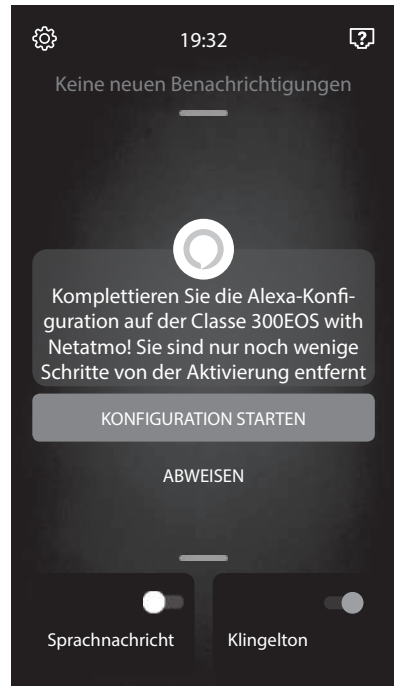 19:32
Keine neuen Benachrichtigungen
Komplettieren Sie die Alexa-Konfi-
guration auf der Classe 300EOS with
Netatmo! Sie sind nur noch wenige
Schritte von der Aktivierung entfernt
KONFIGURATION STARTEN
ABWEISEN
Sprachnachricht
Klingelton